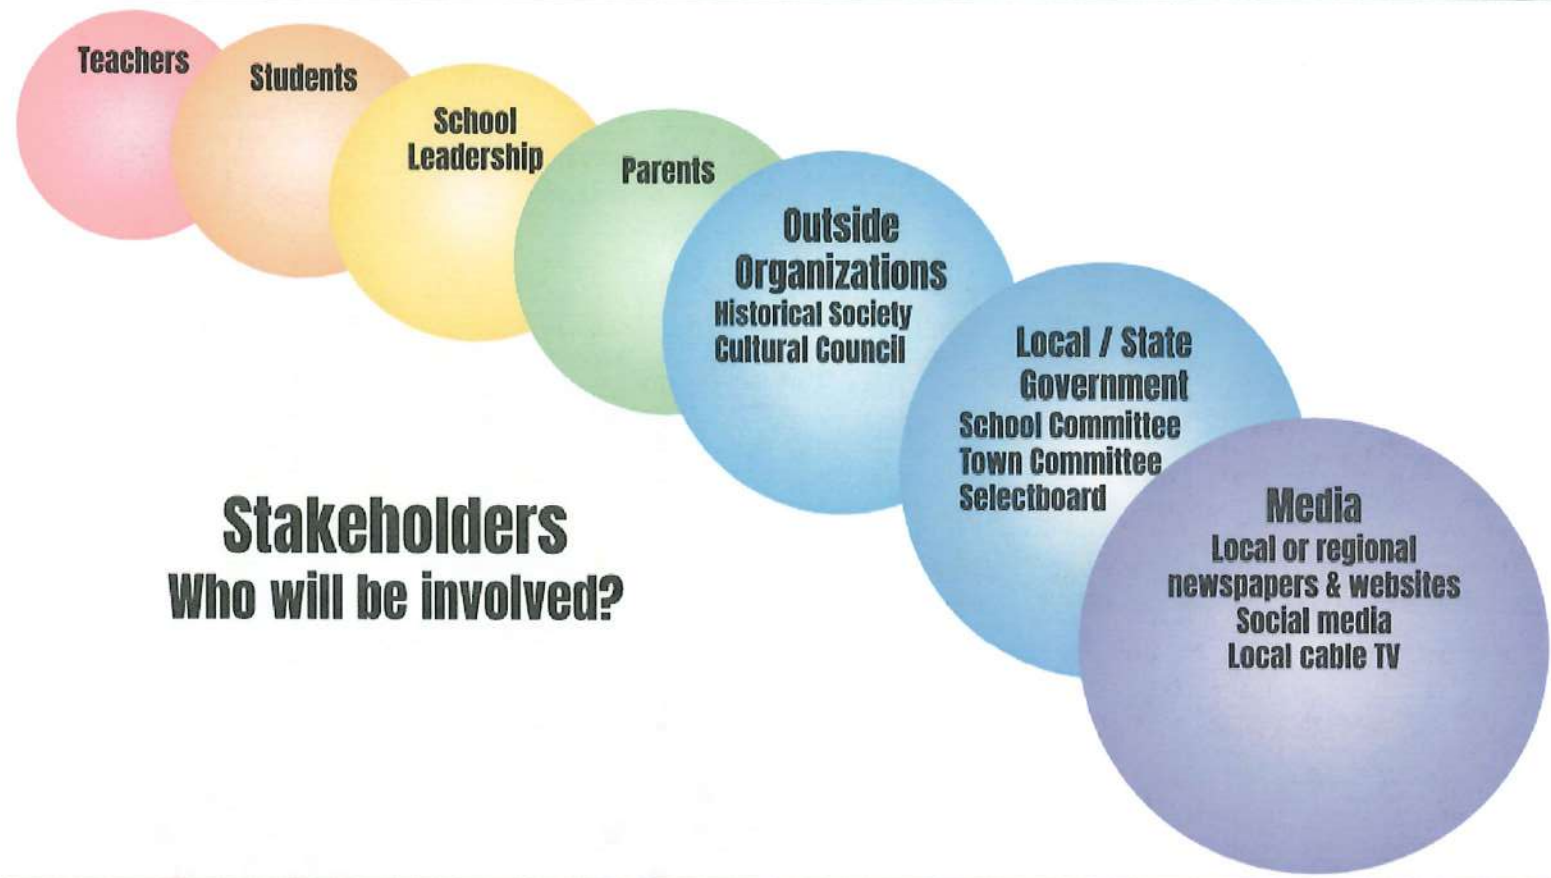 Teachers
Students
School
Leadership
Parents
Outside
Organizations
Historical Society
Cultural Council
Local / State
Government
School Committee
Town Committee
Selectboard
Media
Local or regional
newspapers & websites
Social media
Local cable TV
Stakeholders
Who will be involved?